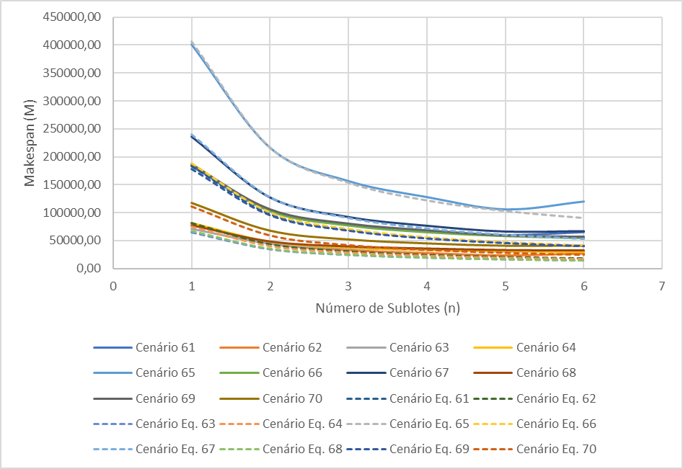 450000,00
400000,00
350000,00
300000,00
250000,00
200000,00
150000,00
100000,00
50000,00
0,00
Makespan (M)
0 1 2 3 4 5 6 7
Número de Sublotes (n)
Cenário 61 Cenário 62 Cenário 63 Cenário 64
Cenário 65 Cenário 66 Cenário 67 Cenário 68
Cenário 69 Cenário 70 Cenário Eq. 61 Cenário Eq. 62
Cenário Eq. 63 Cenário Eq. 64 Cenário Eq. 65 Cenário Eq. 66
Cenário Eq. 67 Cenário Eq. 68 Cenário Eq. 69 Cenário Eq. 70